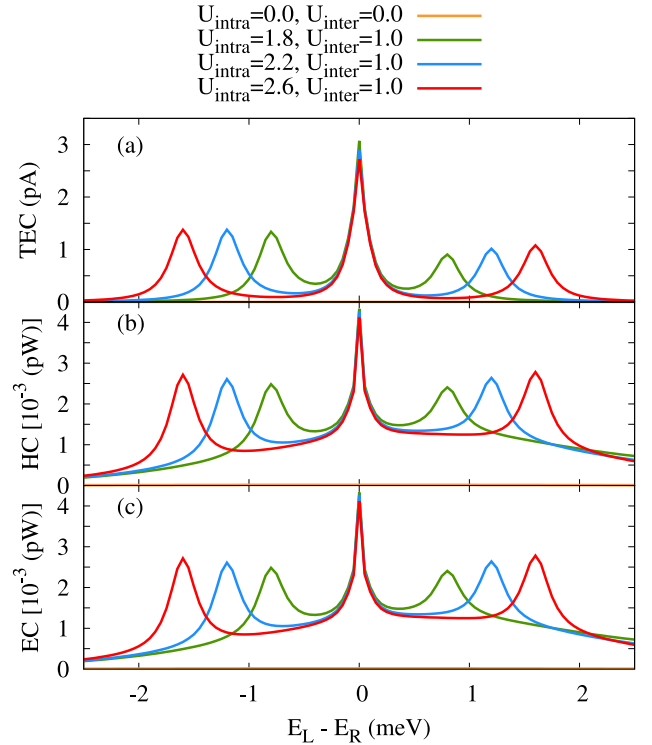 U_intra=0.0, U_inter=0.0
U_intra=1.8, U_inter=1.0
U_intra=2.2, U_inter=1.0
U_intra=2.6, U_inter=1.0
(a)
TEC (pA)
3
2
1
0
(b)
HC [10^-3 (pW)]
4
3
2
1
0
(c)
EC [10^-3 (pW)]
4
3
2
1
0
-2 -1 0 1 2
E_L - E_R (meV)